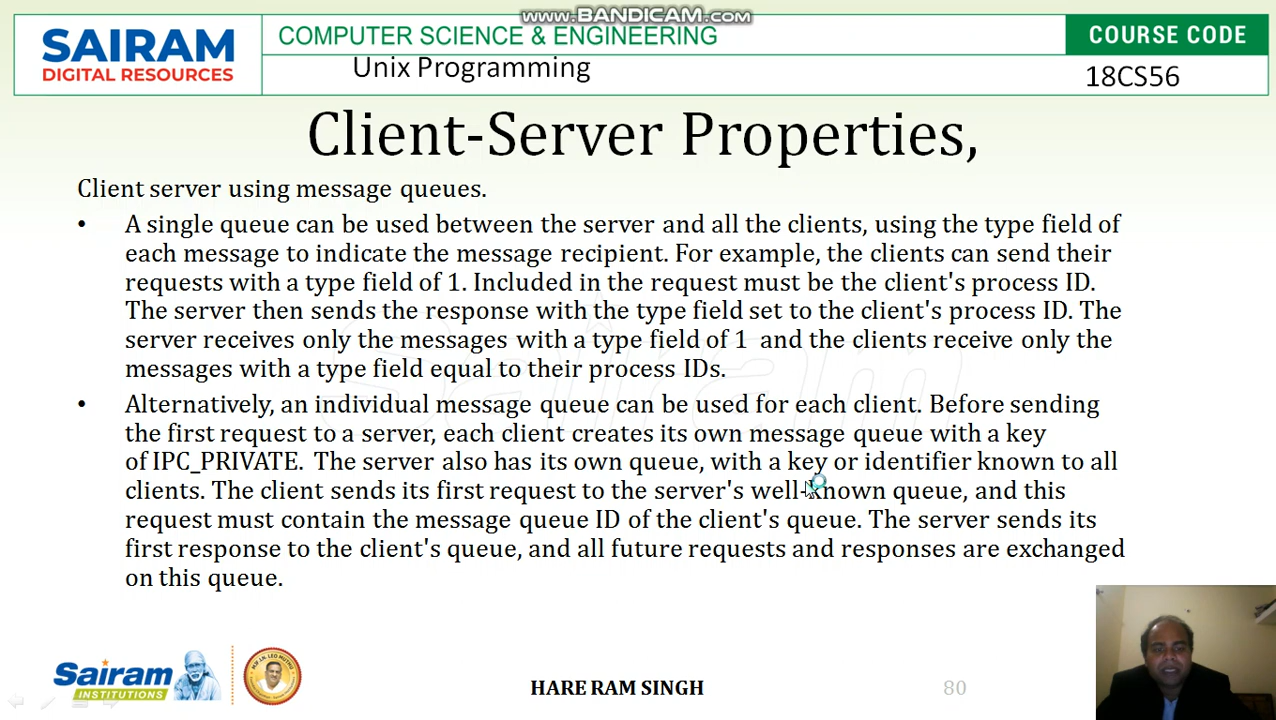 www.BANDICAM.com
SAIRAM
DIGITAL RESOURCES
COMPUTER SCIENCE & ENGINEERING
COURSE CODE
Unix Programming
18CS56
Client-Server Properties,
Client server using message queues.
• A single queue can be used between the server and all the clients, using the type field of
each message to indicate the message recipient. For example, the clients can send their
requests with a type field of 1. Included in the request must be the client's process ID.
The server then sends the response with the type field set to the client's process ID. The
server receives only the messages with a type field of 1 and the clients receive only the
messages with a type field equal to their process IDs.
• Alternatively, an individual message queue can be used for each client. Before sending
the first request to a server, each client creates its own message queue with a key
of IPC_PRIVATE. The server also has its own queue, with a key or identifier known to all
clients. The client sends its first request to the server's well-known queue, and this
request must contain the message queue ID of the client's queue. The server sends its
first response to the client's queue, and all future requests and responses are exchanged
on this queue.
Sairam
Sairam
INSTITUTIONS
HARE RAM SINGH
80